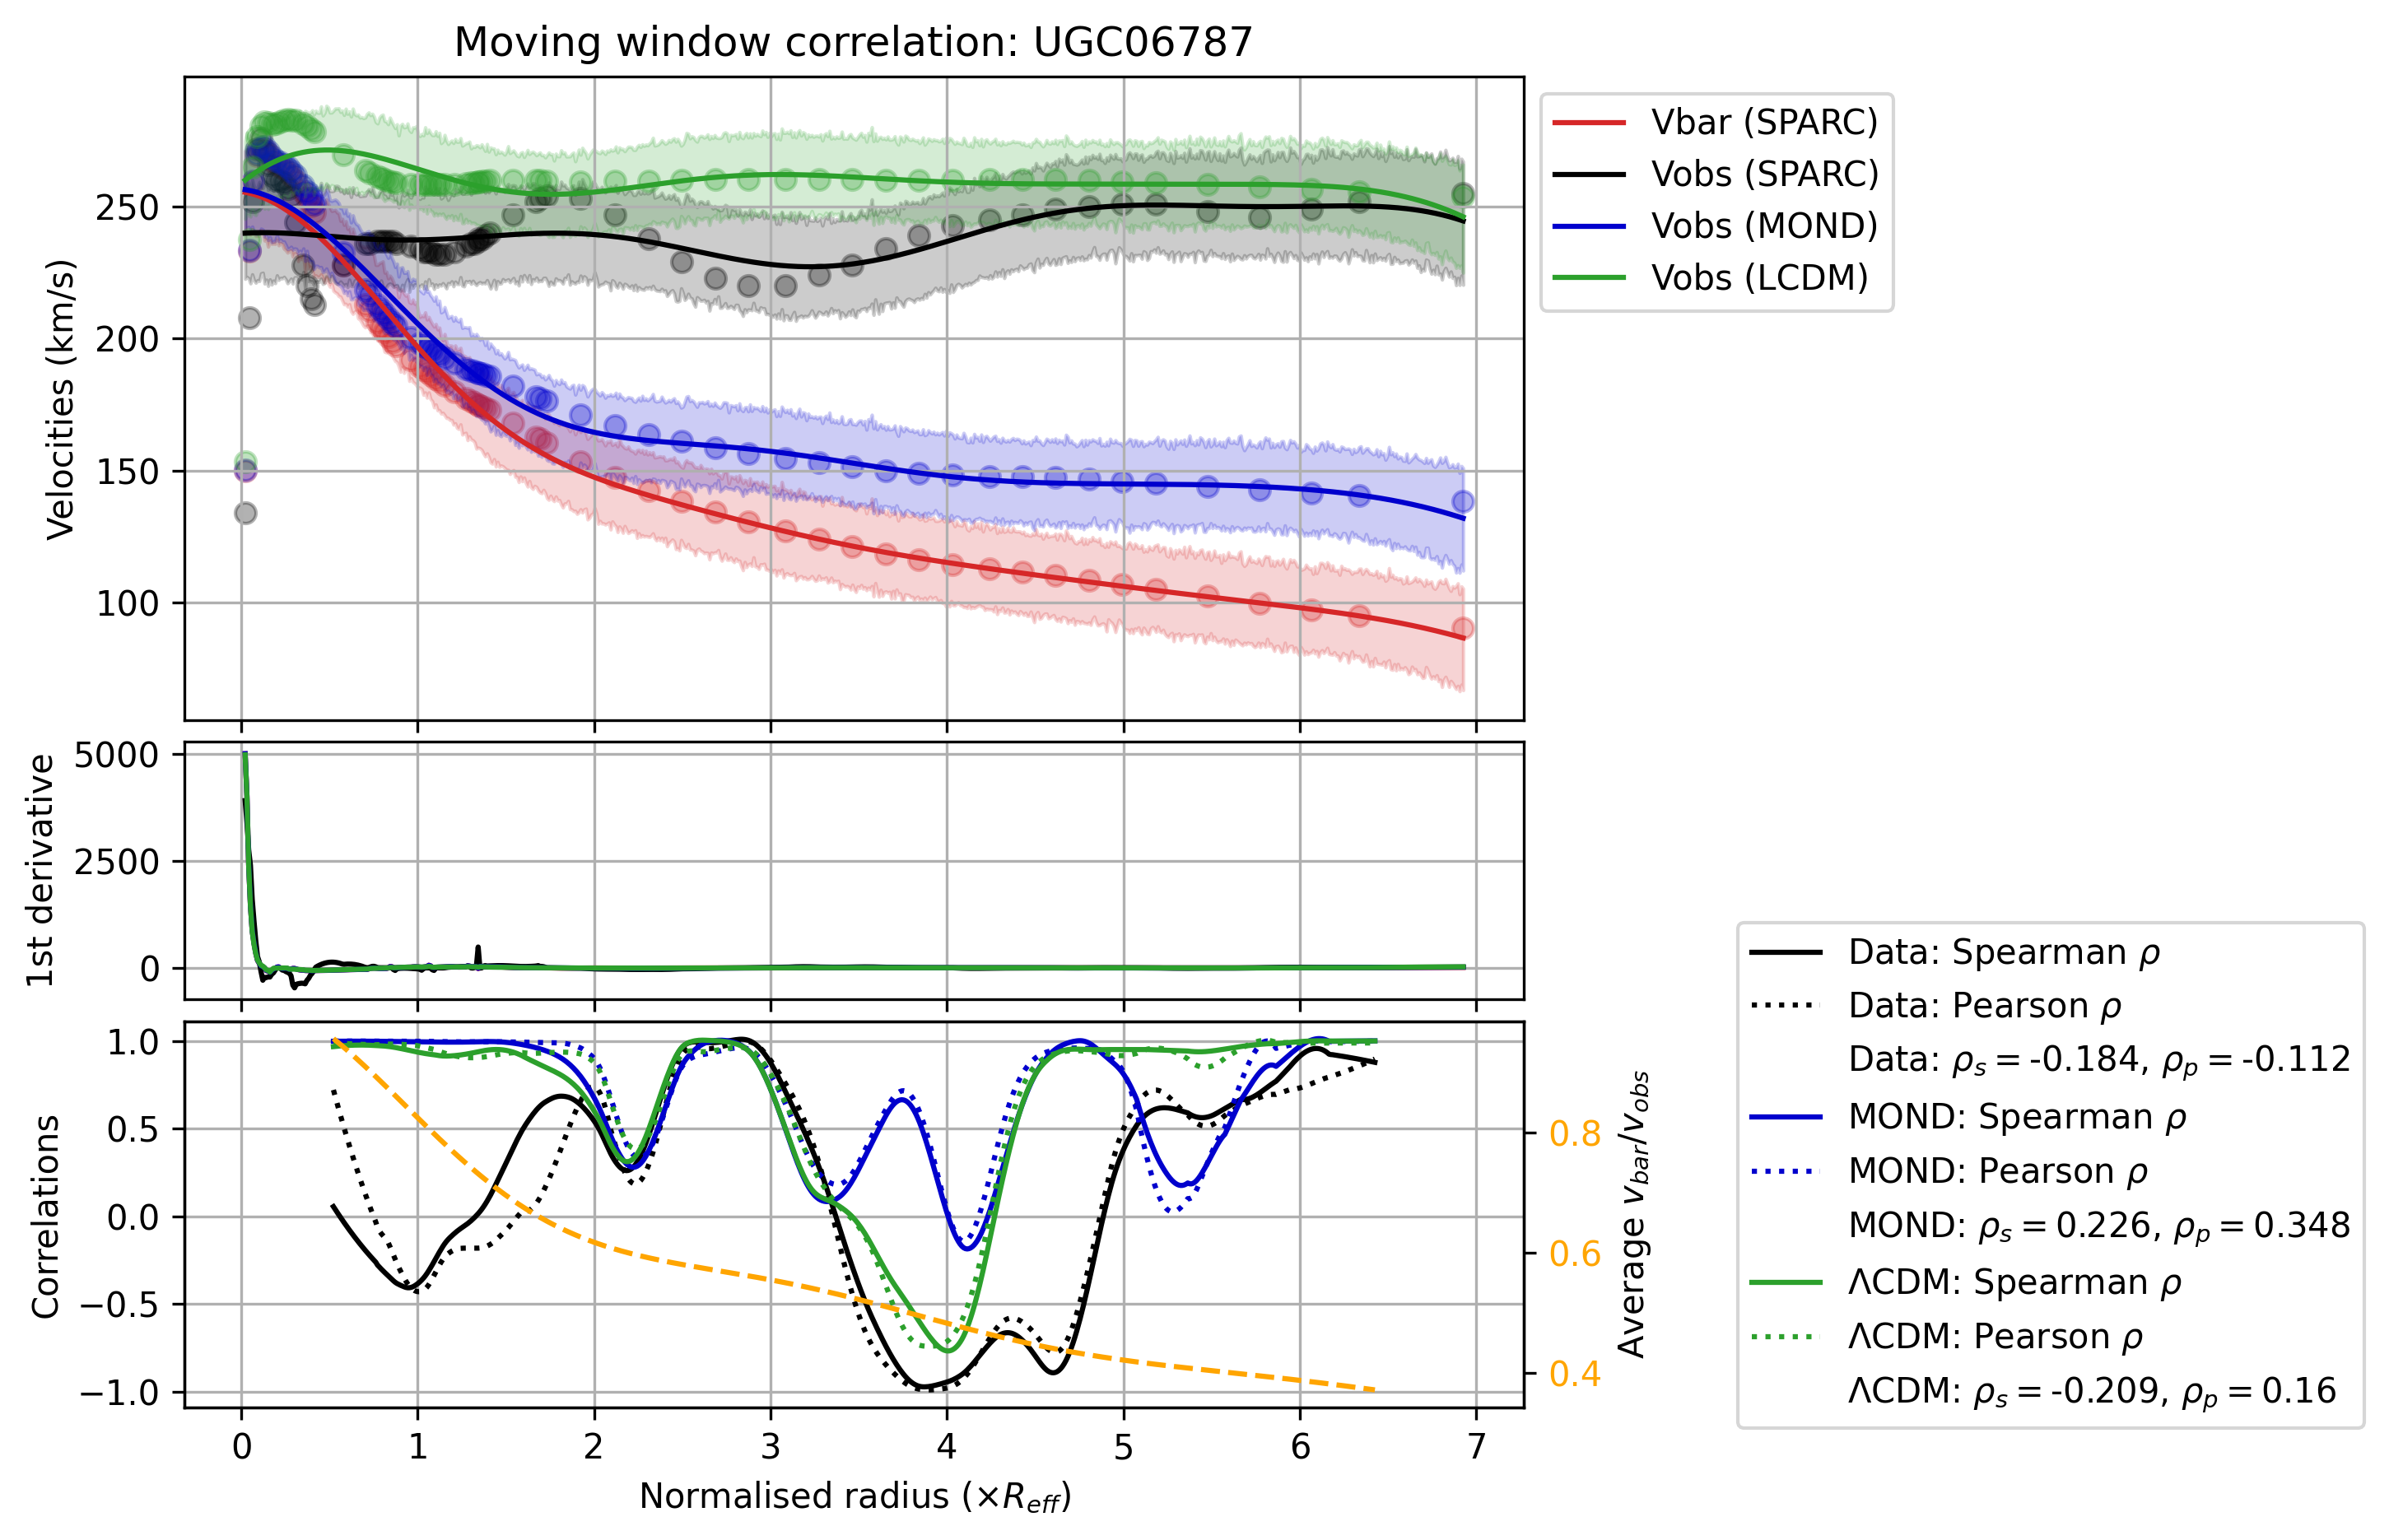 Moving window correlation: UGC06787
Velocities (km/s)
250
200
150
100
Vbar (SPARC)
Vobs (SPARC)
Vobs (MOND)
Vobs (LCDM)
1st derivative
5000
2500
0
Correlations
1.0
0.5
0.0
−0.5
−1.0
0.8
0.6
0.4
Average v_bar/v_obs
0 1 2 3 4 5 6 7
Normalised radius (×R_eff)
Data: Spearman ρ
Data: Pearson ρ
Data: ρ_s = -0.184, ρ_p = -0.112
MOND: Spearman ρ
MOND: Pearson ρ
MOND: ρ_s = 0.226, ρ_p = 0.348
ΛCDM: Spearman ρ
ΛCDM: Pearson ρ
ΛCDM: ρ_s = -0.209, ρ_p = 0.16